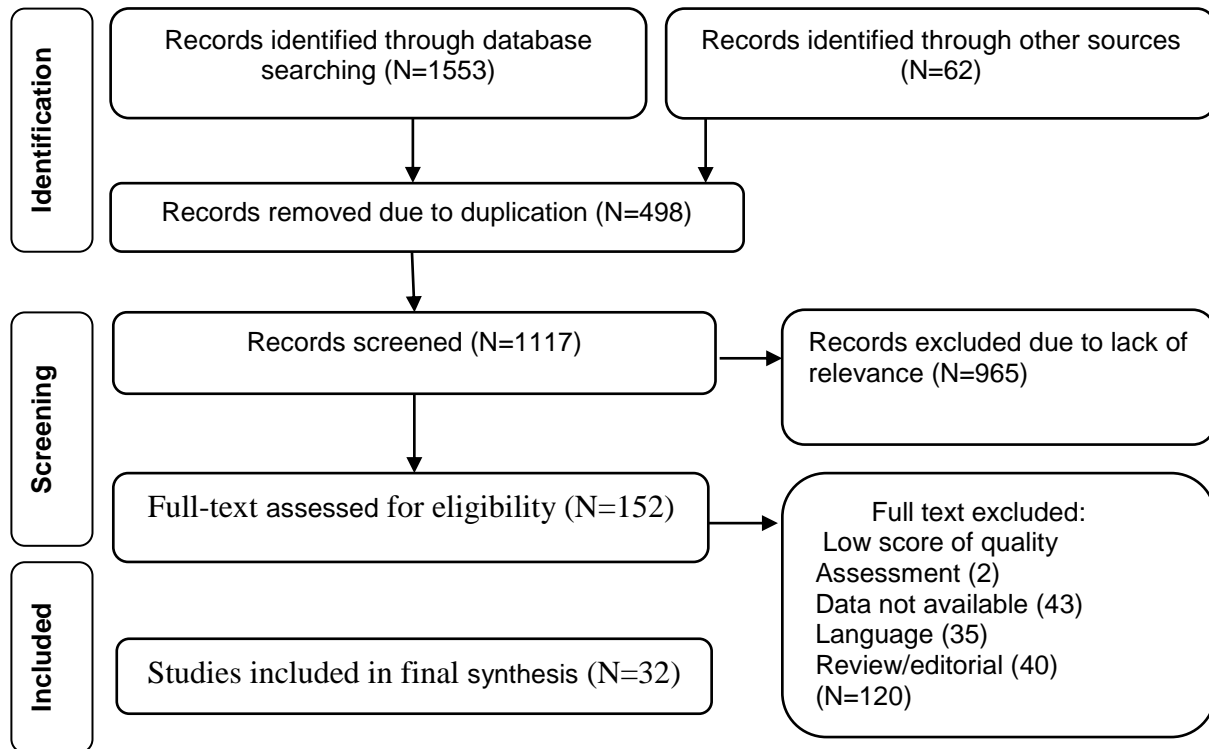 Identification
Records identified through database
searching (N=1553)
Records identified through other sources
(N=62)
Records removed due to duplication (N=498)
Screening
Records screened (N=1117)
Records excluded due to lack of
relevance (N=965)
Full-text assessed for eligibility (N=152)
Full text excluded:
Low score of quality
Assessment (2)
Data not available (43)
Language (35)
Review/editorial (40)
(N=120)
Included
Studies included in final synthesis (N=32)